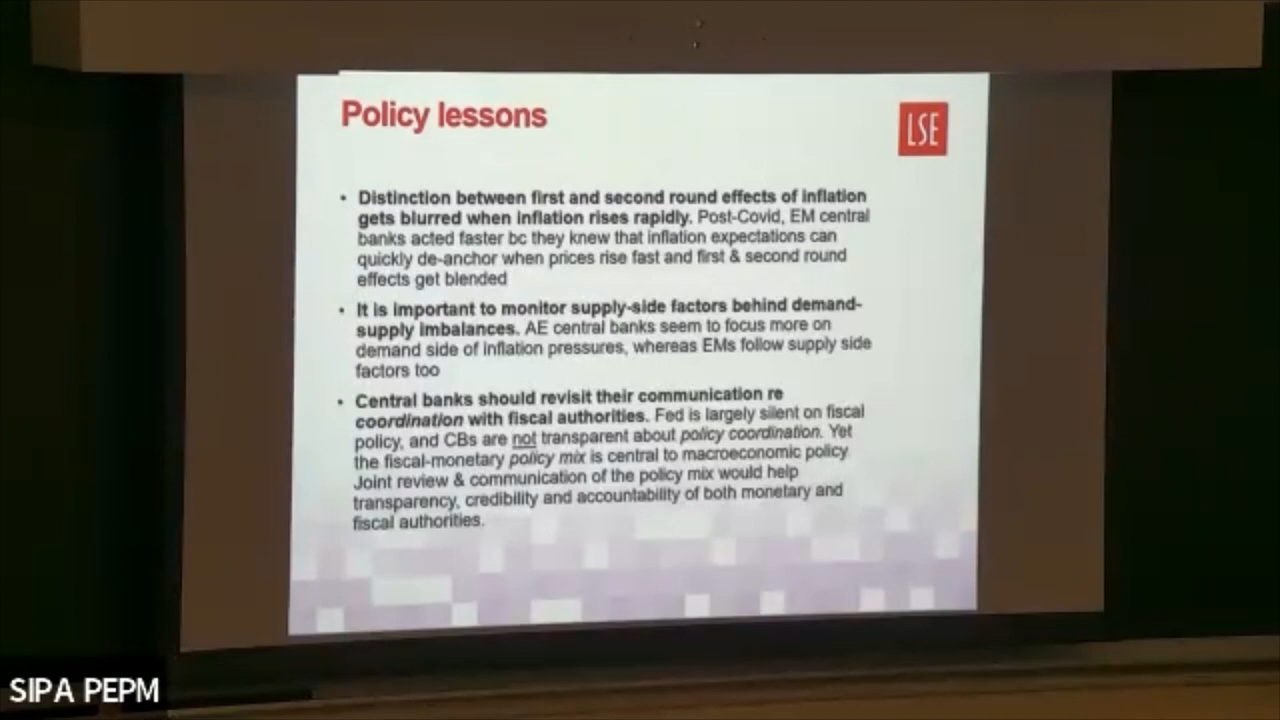 Policy lessons
LSE
• Distinction between first and second round effects of inflation
gets blurred when inflation rises rapidly. Post-Covid, EM central
banks acted faster bc they knew that inflation expectations can
quickly de-anchor when prices rise fast and first & second round
effects get blended
• It is important to monitor supply-side factors behind demand-
supply imbalances. AE central banks seem to focus more on
demand side of inflation pressures, whereas EMs follow supply side
factors too
• Central banks should revisit their communication re
coordination with fiscal authorities. Fed is largely silent on fiscal
policy, and CBs are not transparent about policy coordination. Yet
the fiscal-monetary policy mix is central to macroeconomic policy
Joint review & communication of the policy mix would help
transparency, credibility and accountability of both monetary and
fiscal authorities.
SIPA PEPM